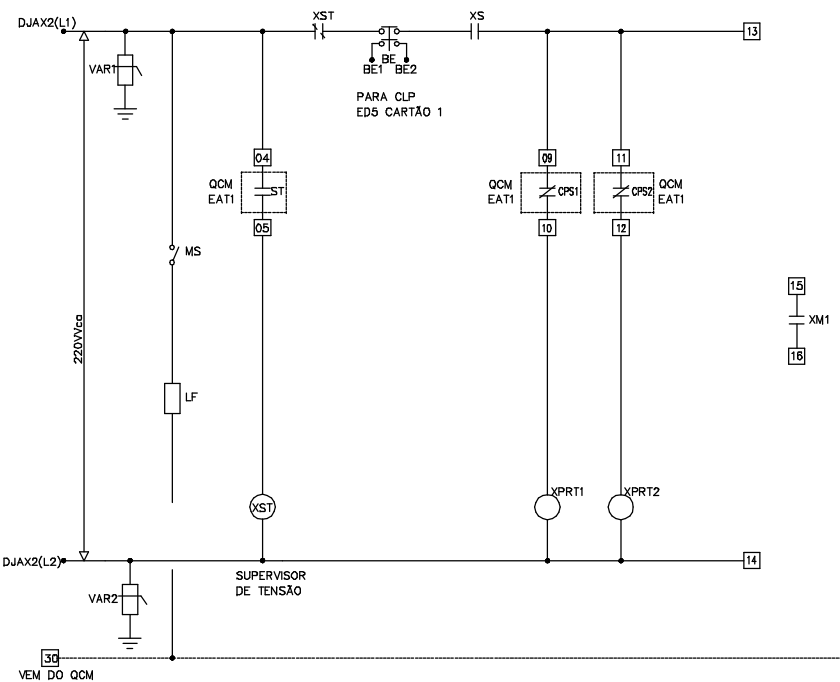 DJAX2(L1)
XST
XS
13
VAR1
BE
BE1
BE2
PARA CLP
ED5 CARTÃO 1
04
09
11
QCM
EAT1
ST
QCM
EAT1
CPS1
CPS2
QCM
EAT1
05
10
12
MS
15
XM1
16
220VVca
LF
XST
XPRT1
XPRT2
DJAX2(L2)
14
SUPERVISOR
DE TENSÃO
VAR2
30
VEM DO QCM